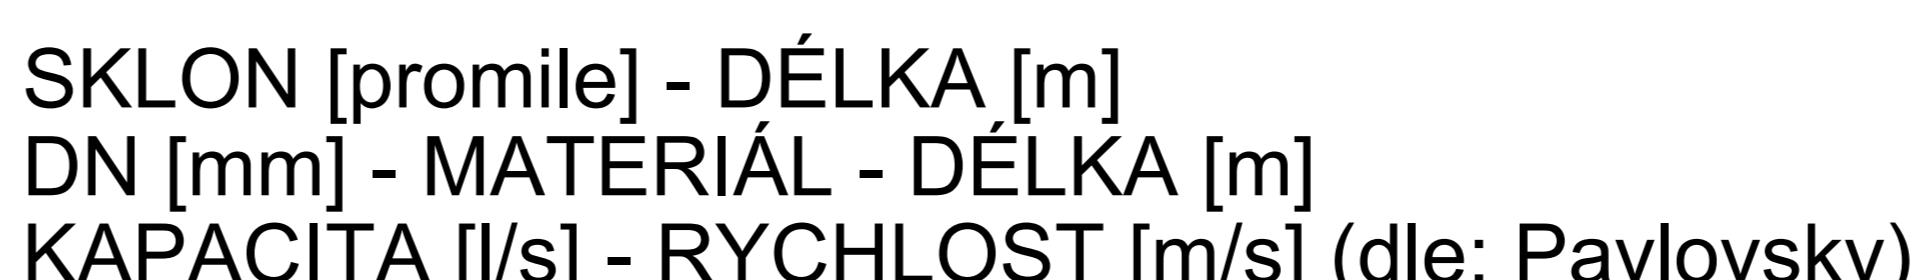 SKLON [promile] - DÉLKA [m]
DN [mm] - MATERIÁL - DÉLKA [m]
KAPACITA [l/s] - RYCHLOST [m/s] (dle: Pavlovsky)